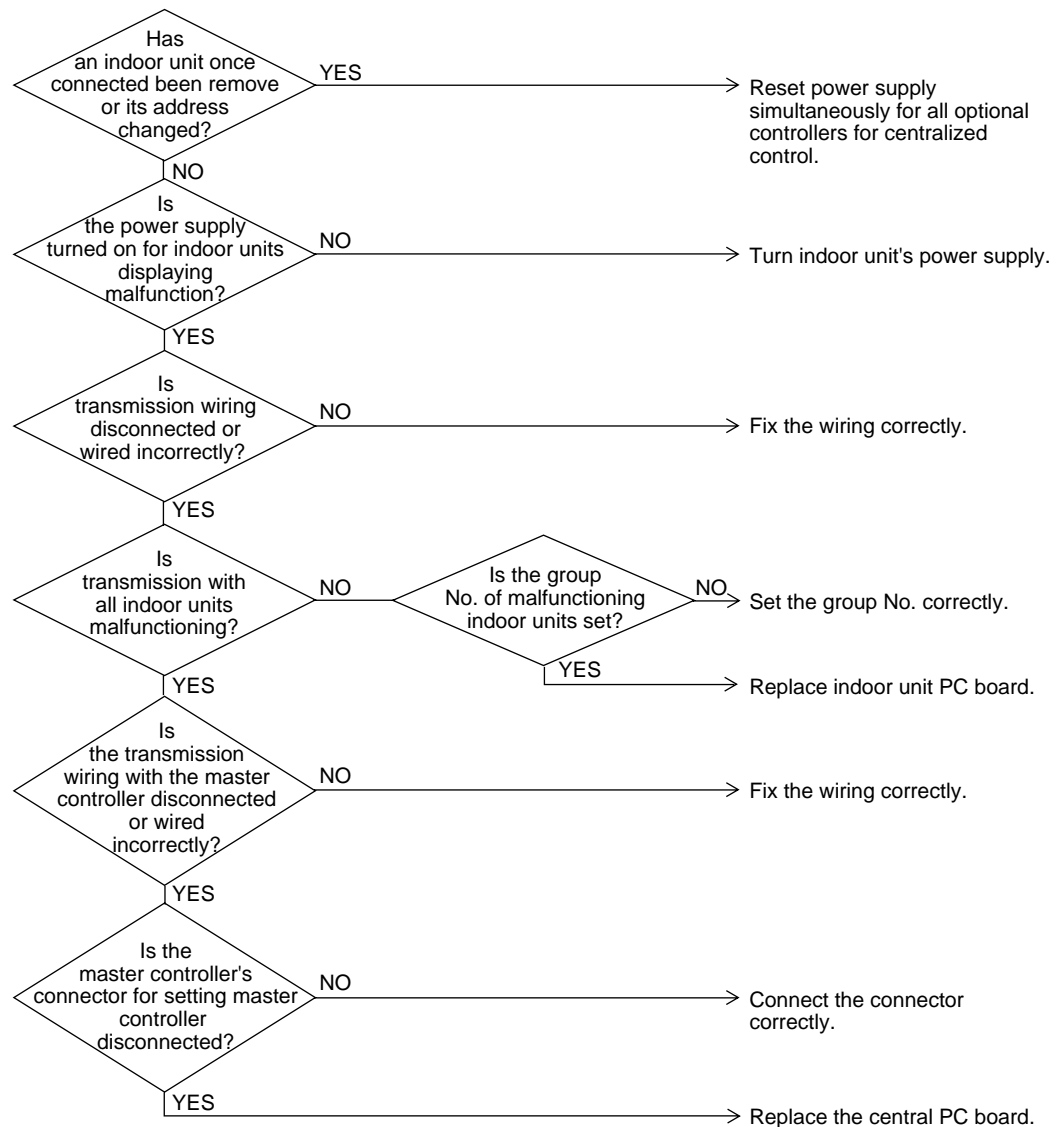 Has
an indoor unit once
connected been remove
or its address
changed?
YES
Reset power supply
simultaneously for all optional
controllers for centralized
control.
NO
Is
the power supply
turned on for indoor units
displaying
malfunction?
NO
Turn indoor unit's power supply.
YES
Is
transmission wiring
disconnected or
wired incorrectly?
NO
Fix the wiring correctly.
YES
Is
transmission with
all indoor units
malfunctioning?
NO
Is the group
No. of malfunctioning
indoor units set?
NO
Set the group No. correctly.
YES
Replace indoor unit PC board.
YES
Is
the transmission
wiring with the master
controller disconnected
or wired
incorrectly?
NO
Fix the wiring correctly.
YES
Is the
master controller's
connector for setting master
controller
disconnected?
NO
Connect the connector
correctly.
YES
Replace the central PC board.